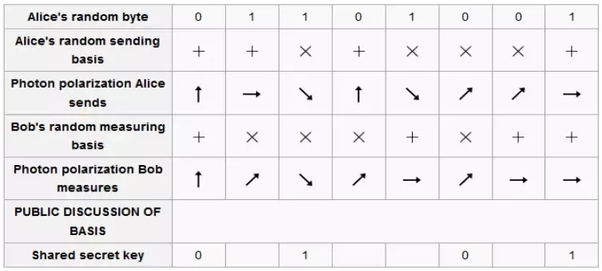 Alice's random byte 0 1 1 0 1 0 0 1
Alice's random sending basis + + × + × × × +
Photon polarization Alice sends ↑ → ↘ ↑ ↘ ↗ ↗ →
Bob's random measuring basis + × × × + × + +
Photon polarization Bob measures ↑ ↗ ↘ ↗ → ↗ → →
PUBLIC DISCUSSION OF BASIS
Shared secret key 0 1 0 1